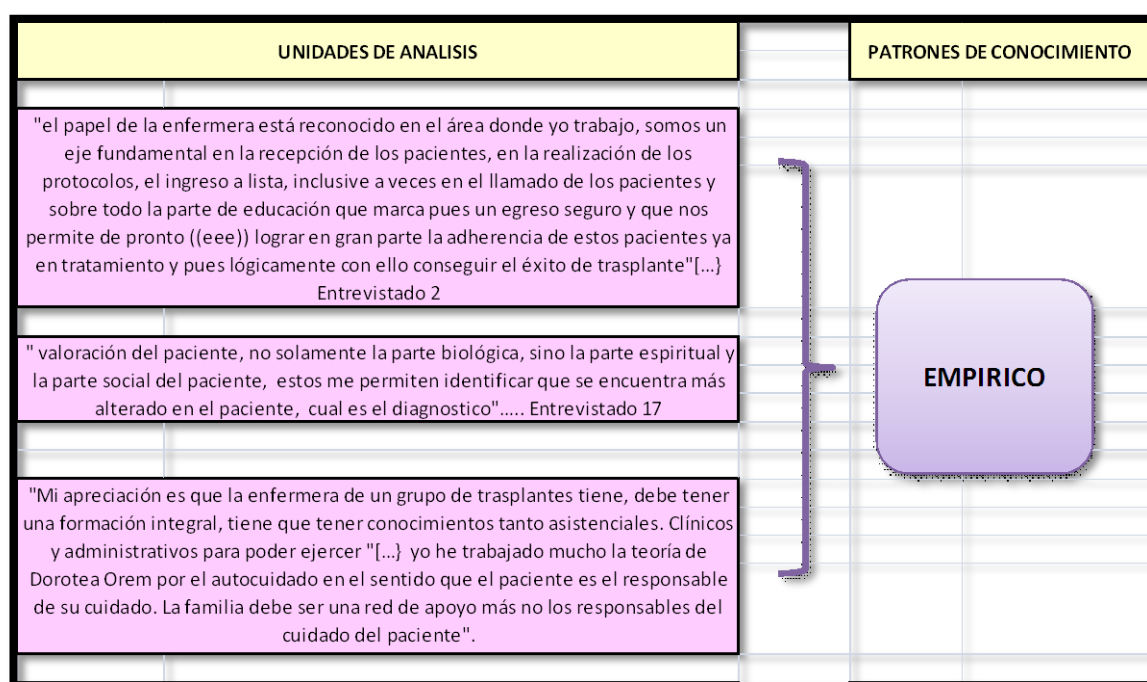 UNIDADES DE ANALISIS
PATRONES DE CONOCIMIENTO
"el papel de la enfermera está reconocido en el área donde yo trabajo, somos un
eje fundamental en la recepción de los pacientes, en la realización de los
protocolos, el ingreso a lista, inclusive a veces en el llamado de los pacientes y
sobre todo la parte de educación que marca pues un egreso seguro y que nos
permite de pronto ((eee)) lograr en gran parte la adherencia de estos pacientes ya
en tratamiento y pues lógicamente con ello conseguir el éxito de trasplante"[...}
Entrevistado 2
" valoración del paciente, no solamente la parte biológica, sino la parte espiritual y
la parte social del paciente, estos me permiten identificar que se encuentra más
alterado en el paciente, cual es el diagnostico"..... Entrevistado 17
"Mi apreciación es que la enfermera de un grupo de trasplantes tiene, debe tener
una formación integral, tiene que tener conocimientos tanto asistenciales. Clínicos
y administrativos para poder ejercer "[...} yo he trabajado mucho la teoría de
Dorotea Orem por el autocuidado en el sentido que el paciente es el responsable
de su cuidado. La familia debe ser una red de apoyo más no los responsables del
cuidado del paciente".
EMPIRICO